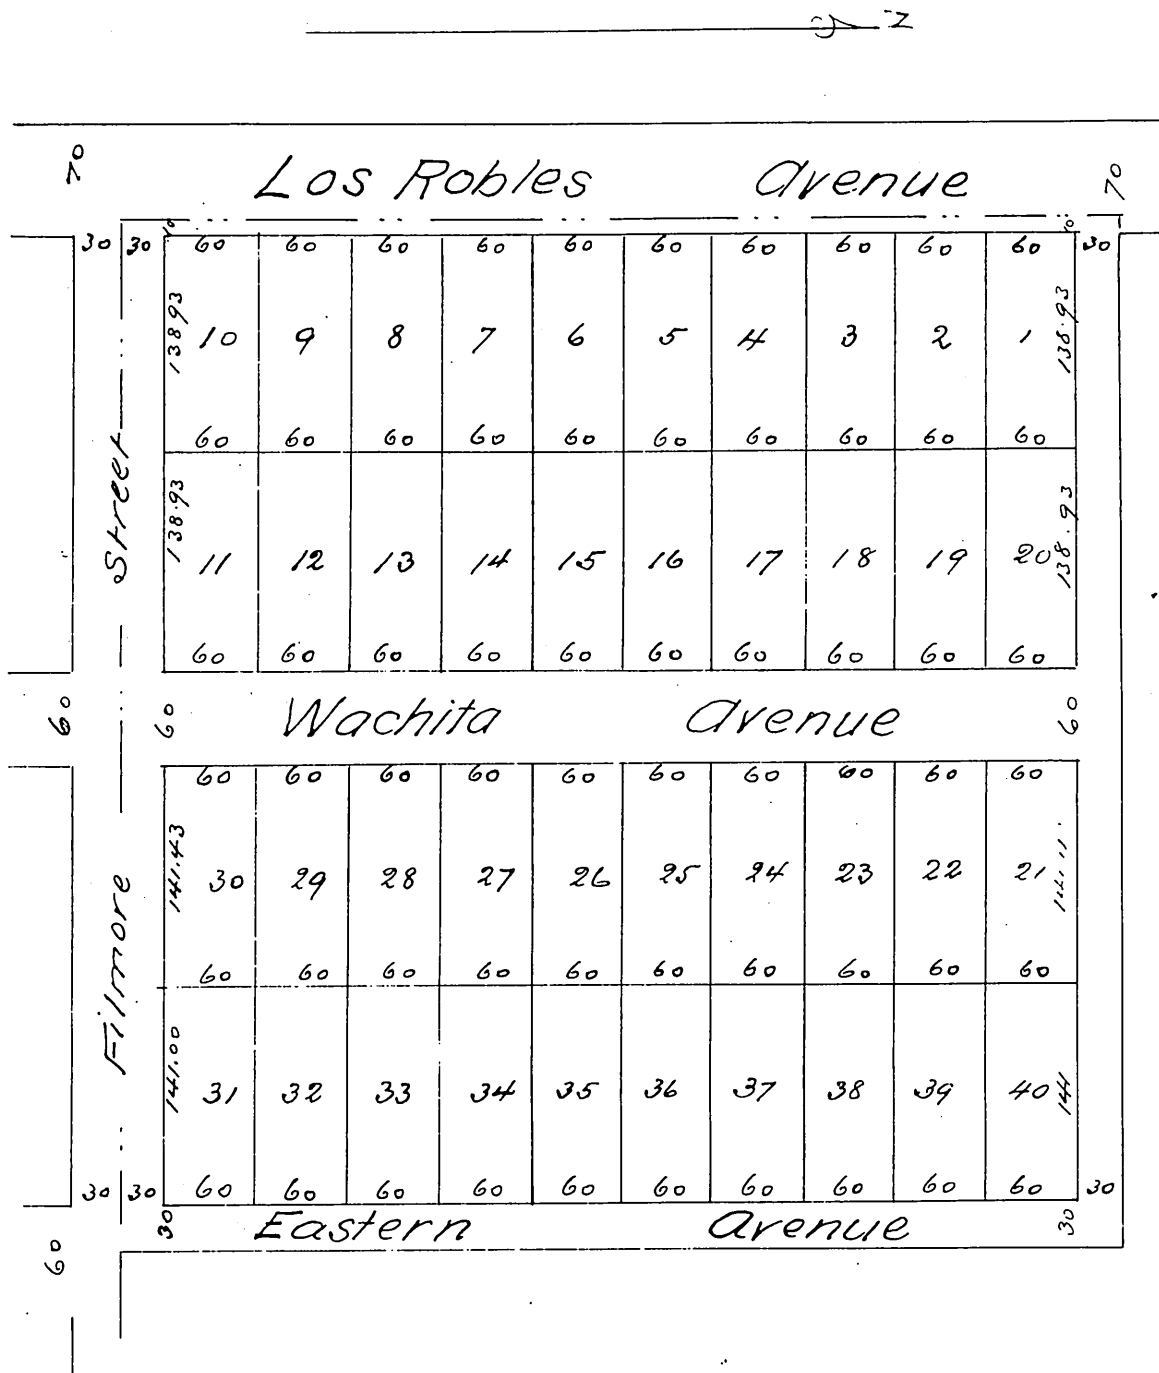 N
70
Los Robles Avenue
70
30 30 10 60 60 60 60 60 60 60 60 60 60 10 30
138.93 138.93
10 9 8 7 6 5 4 3 2 1
60 60 60 60 60 60 60 60 60 60
138.93 138.93
11 12 13 14 15 16 17 18 19 20
60 60 60 60 60 60 60 60 60 60
60 60 Wachita Avenue 60
60 60 60 60 60 60 60 60 60 60
141.43
30 29 28 27 26 25 24 23 22 21
60 60 60 60 60 60 60 60 60 60
141.00 141
31 32 33 34 35 36 37 38 39 40
30 30 60 60 60 60 60 60 60 60 60 60 30
30 Eastern Avenue 30
60
Filmore Street